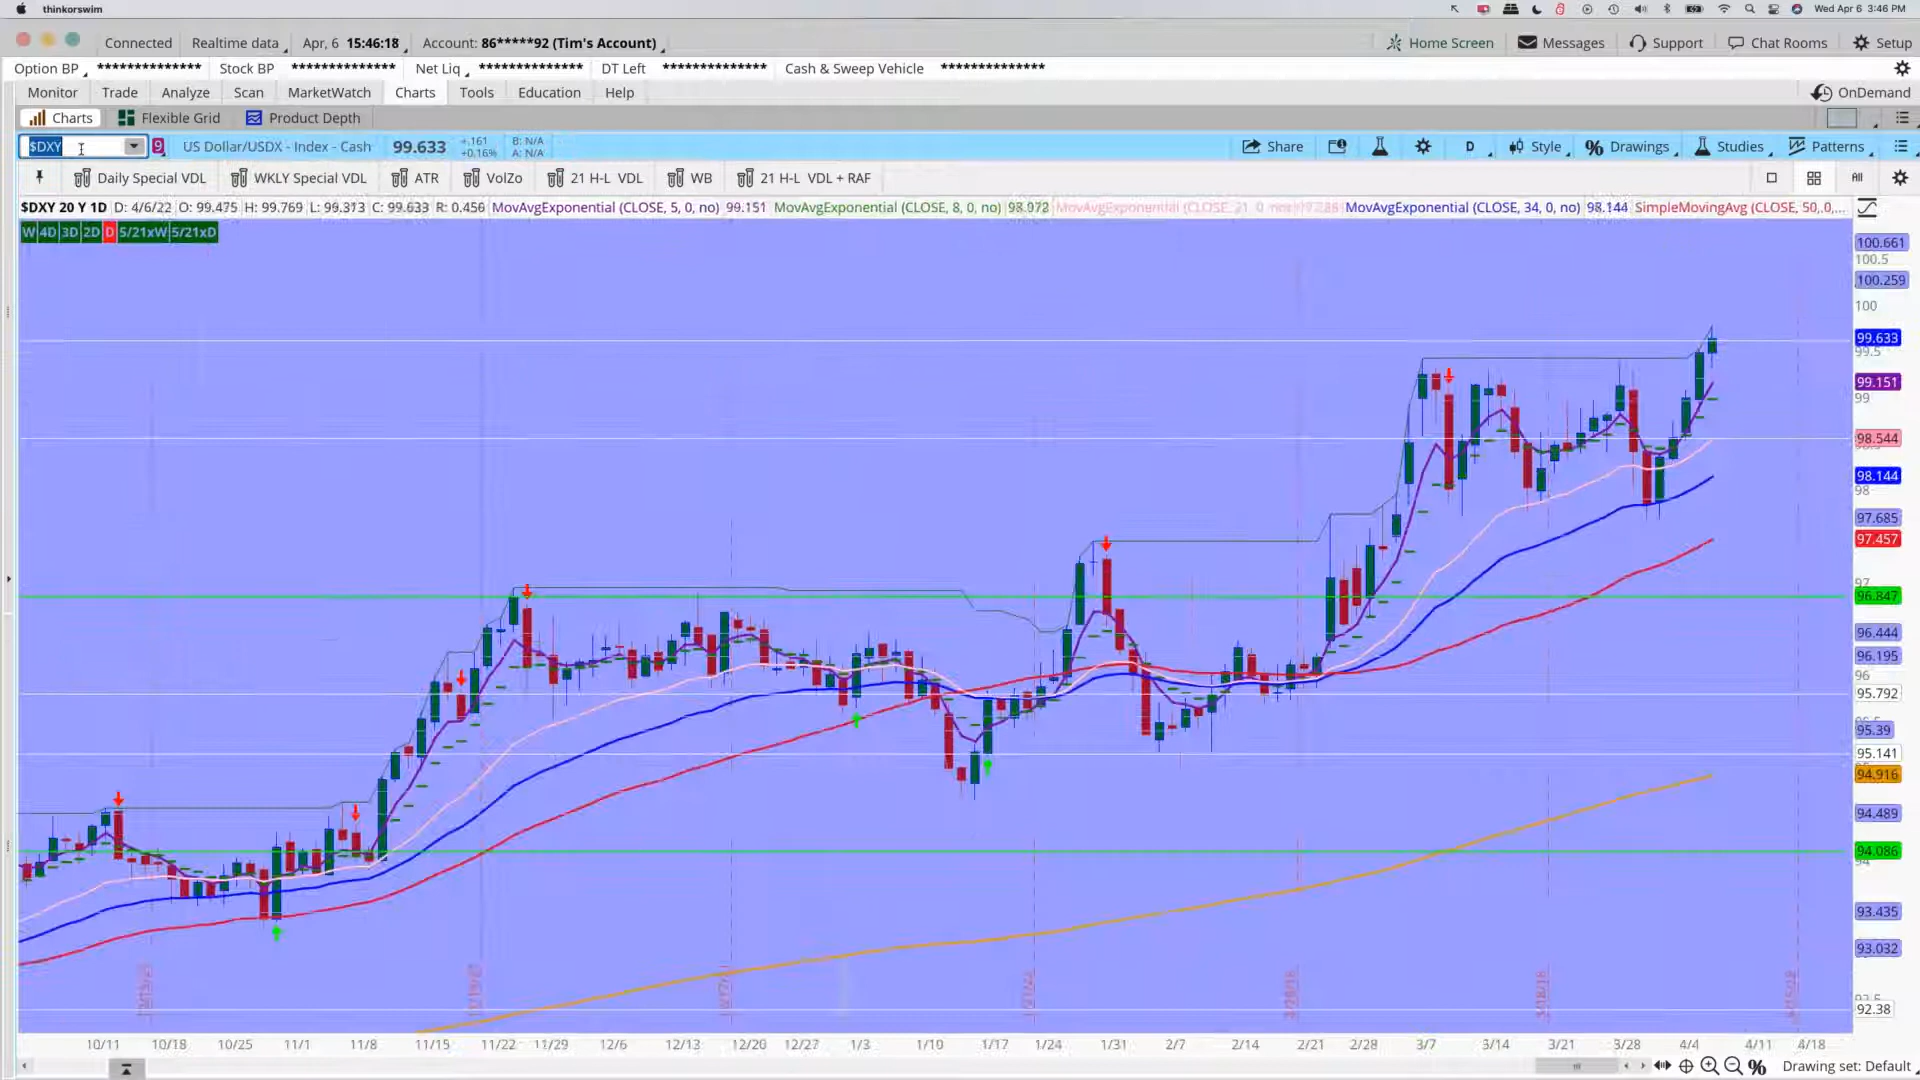 thinkorswim
Wed Apr 6 3:46 PM
Connected Realtime data Apr, 6 15:46:18 Account: 86*****92 (Tim's Account)
Home Screen Messages Support Chat Rooms Setup
Option BP ************** Stock BP ************** Net Liq ************** DT Left ************** Cash & Sweep Vehicle **************
Monitor Trade Analyze Scan MarketWatch Charts Tools Education Help OnDemand
Charts Flexible Grid Product Depth
$DXY 9 US Dollar/USDX - Index - Cash 99.633 +.161 +0.16% B: N/A A: N/A Share D Style Drawings Studies Patterns
Daily Special VDL WKLY Special VDL ATR VolZo 21 H-L VDL WB 21 H-L VDL + RAF All
$DXY 20 Y 1D D: 4/6/22 O: 99.475 H: 99.769 L: 99.313 C: 99.633 R: 0.456 MovAvgExponential (CLOSE, 5, 0, no) 99.151 MovAvgExponential (CLOSE, 8, 0, no) 98.972 MovAvgExponential (CLOSE, 34, 0, no) 98.144 SimpleMovingAvg (CLOSE, 50, 0,...
W 4D 3D 2D D 5/21xW 5/21xD
100.661
100.5
100.259
100
99.633
99.5
99.151
99
98.544
98.144
98
97.685
97.457
97
96.847
96.444
96.195
96
95.792
95.39
95.141
94.916
94.489
94.086
94
93.435
93.032
92.38
10/11 10/18 10/25 11/1 11/8 11/15 11/22 11/29 12/6 12/13 12/20 12/27 1/3 1/10 1/17 1/24 1/31 2/7 2/14 2/21 2/28 3/7 3/14 3/21 3/28 4/4 4/11 4/18
Drawing set: Default